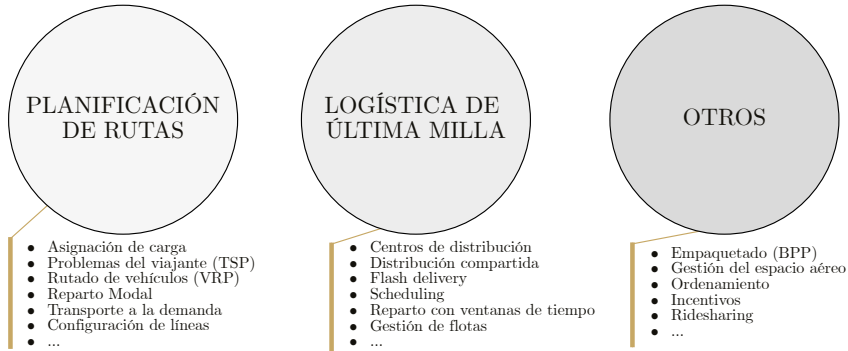 PLANIFICACIÓN
DE RUTAS
• Asignación de carga
• Problemas del viajante (TSP)
• Rutado de vehículos (VRP)
• Reparto Modal
• Transporte a la demanda
• Configuración de líneas
• ...
LOGÍSTICA DE
ÚLTIMA MILLA
• Centros de distribución
• Distribución compartida
• Flash delivery
• Scheduling
• Reparto con ventanas de tiempo
• Gestión de flotas
• ...
OTROS
• Empaquetado (BPP)
• Gestión del espacio aéreo
• Ordenamiento
• Incentivos
• Ridesharing
• ...